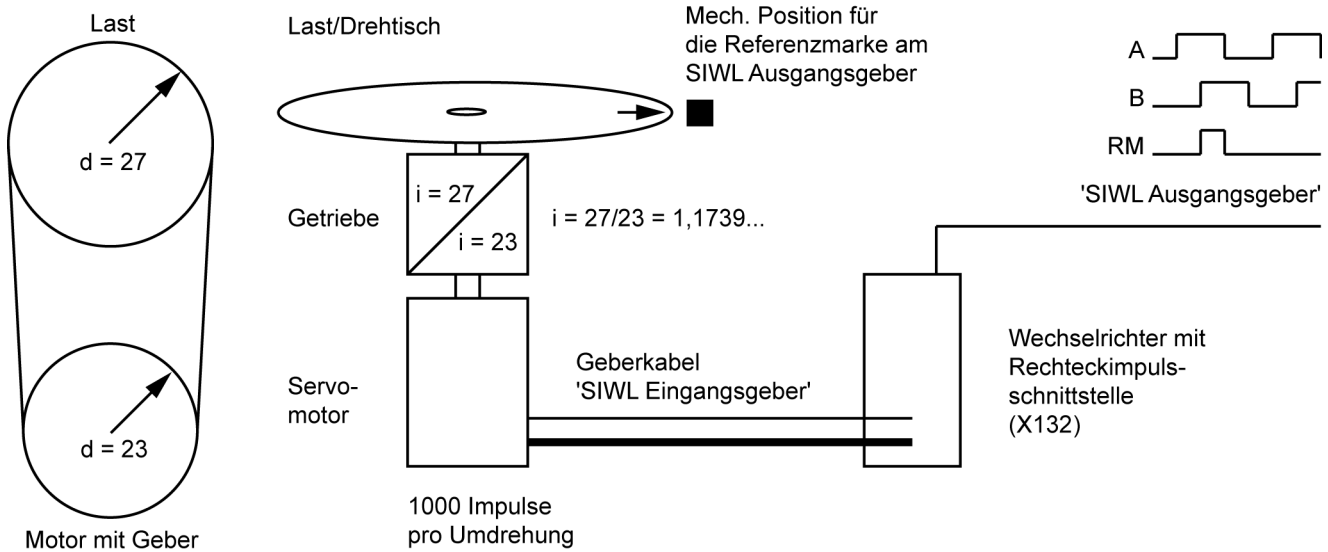 Last
d = 27
d = 23
Motor mit Geber
Last/Drehtisch
Mech. Position für
die Referenzmarke am
SIWL Ausgangsgeber
Getriebe
i = 27
i = 23
i = 27/23 = 1,1739...
Servo-
motor
1000 Impulse
pro Umdrehung
Geberkabel
'SIWL Eingangsgeber'
A
B
RM
'SIWL Ausgangsgeber'
Wechselrichter mit
Rechteckimpuls-
schnittstelle
(X132)